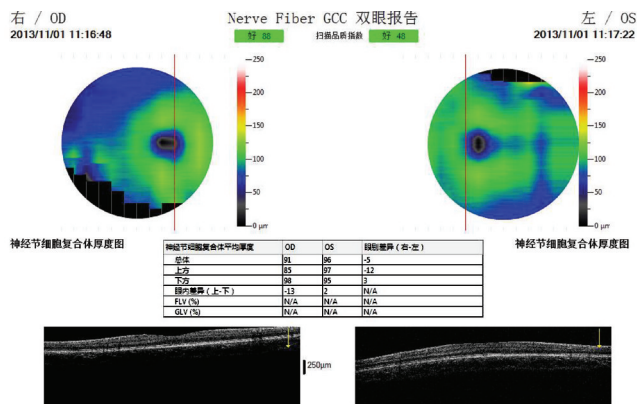 右 / OD
Nerve Fiber GCC 双眼报告
左 / OS
2013/11/01 11:16:48
好 88
扫描品质指数
好 48
2013/11/01 11:17:22
250
200
150
100
50
0 μm
250
200
150
100
50
0 μm
神经节细胞复合体厚度图
神经节细胞复合体厚度图
神经节细胞复合体平均厚度 OD OS 眼别差异（右-左）
总体 91 96 -5
上方 85 97 -12
下方 98 95 3
眼内差异（上-下） -13 2 N/A
FLV (%) N/A N/A N/A
GLV (%) N/A N/A N/A
250μm